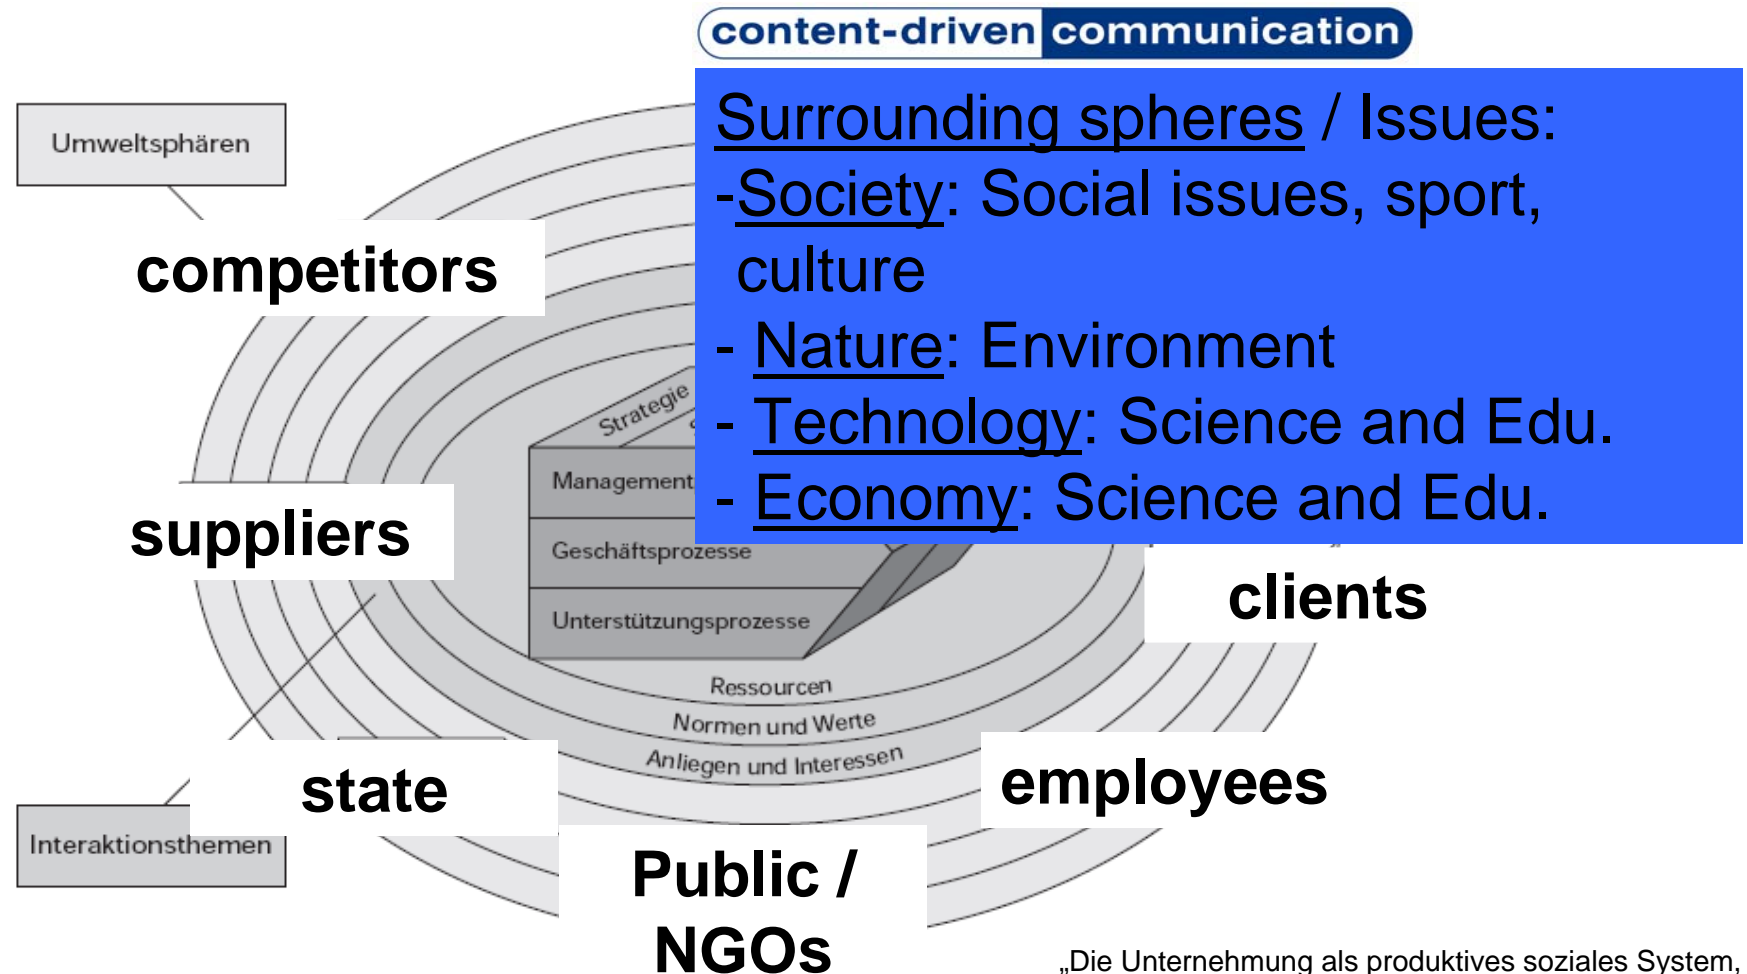 content-driven communication
Surrounding spheres / Issues:
-Society: Social issues, sport,
culture
- Nature: Environment
- Technology: Science and Edu.
- Economy: Science and Edu.
Umweltsphären
competitors
Strategie
Management
suppliers
Geschäftsprozesse
clients
Unterstützungsprozesse
Ressourcen
Normen und Werte
Anliegen und Interessen
state
employees
Interaktionsthemen
Public /
NGOs
„Die Unternehmung als produktives soziales System,